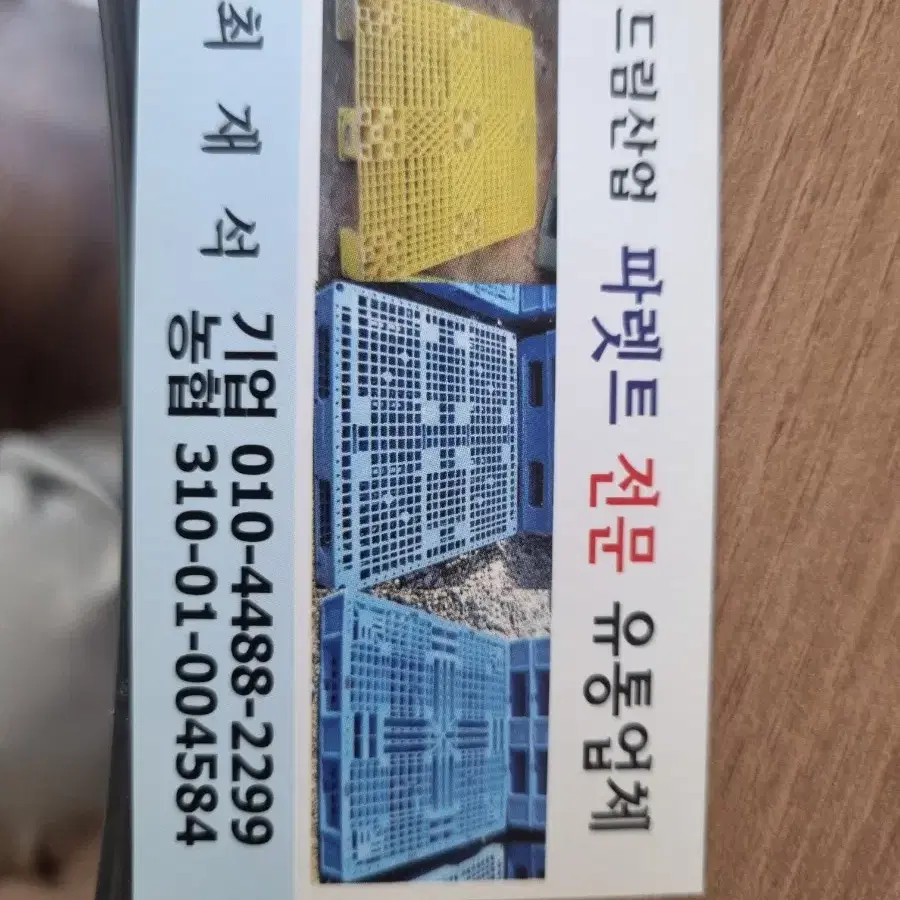 드림산업 파렛트 전문 유통업체
최 재 석
기업 010-4488-2299
농협 310-01-004584